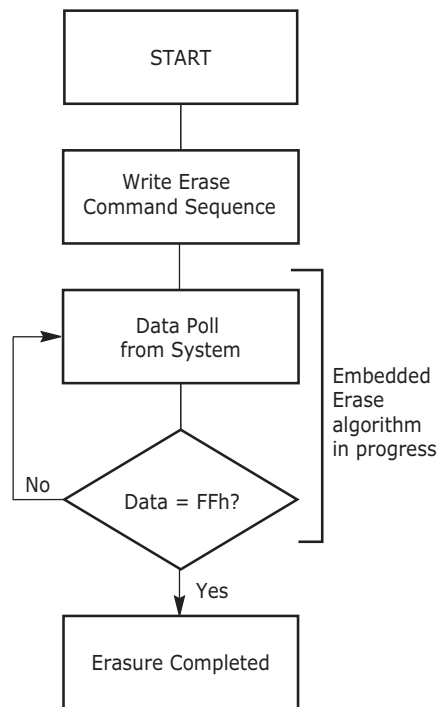 START
Write Erase
Command Sequence
Data Poll
from System
Embedded
Erase
algorithm
in progress
No
Data = FFh?
Yes
Erasure Completed